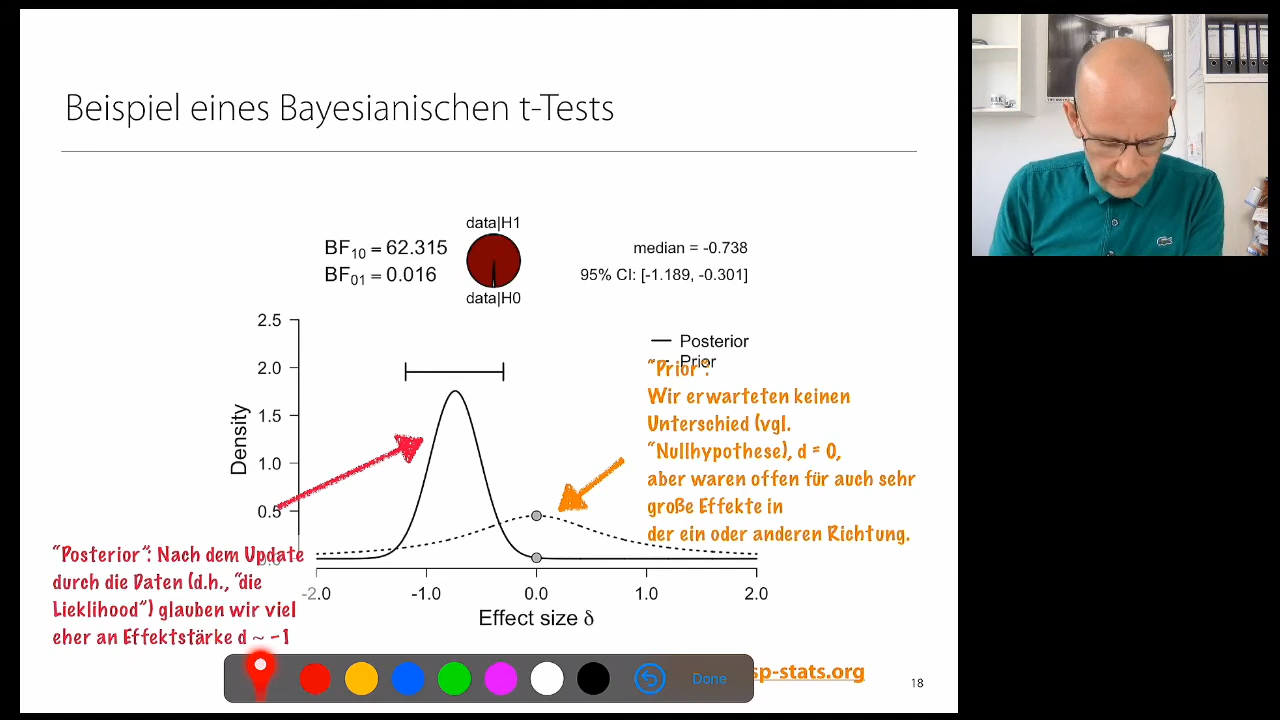 Beispiel eines Bayesianischen t-Tests
data|H1
BF₁₀ = 62.315
BF₀₁ = 0.016
data|H0
median = -0.738
95% CI: [-1.189, -0.301]
Posterior
Prior
2.5
2.0
1.5
1.0
0.5
0.0
Density
-2.0 -1.0 0.0 1.0 2.0
Effect size δ
"Prior":
Wir erwarteten keinen
Unterschied (vgl.
"Nullhypothese), d = 0,
aber waren offen für auch sehr
große Effekte in
der ein oder anderen Richtung.
"Posterior": Nach dem Update
durch die Daten (d.h., "die
Lieklihood") glauben wir viel
eher an Effektstärke d ~ -1
Done
sp-stats.org
18